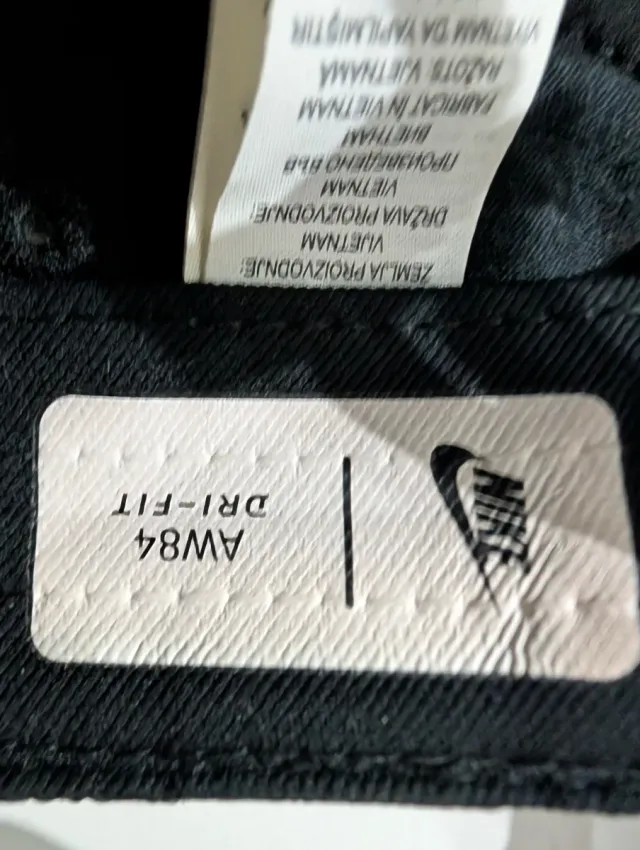 NIKE
AW84
DRI-FIT
ZEMLJA PROIZVODNJE:
VIJETNAM
DRŽAVA PROIZVODNJE:
VIETNAM
ПРОИЗВЕДЕНО ВЪВ
ВИЕТНАМ
FABRICAT ÎN VIETNAM
RAŽOTS VJETNAMĀ
VIYETNAM'DA YAPILMIŞTIR